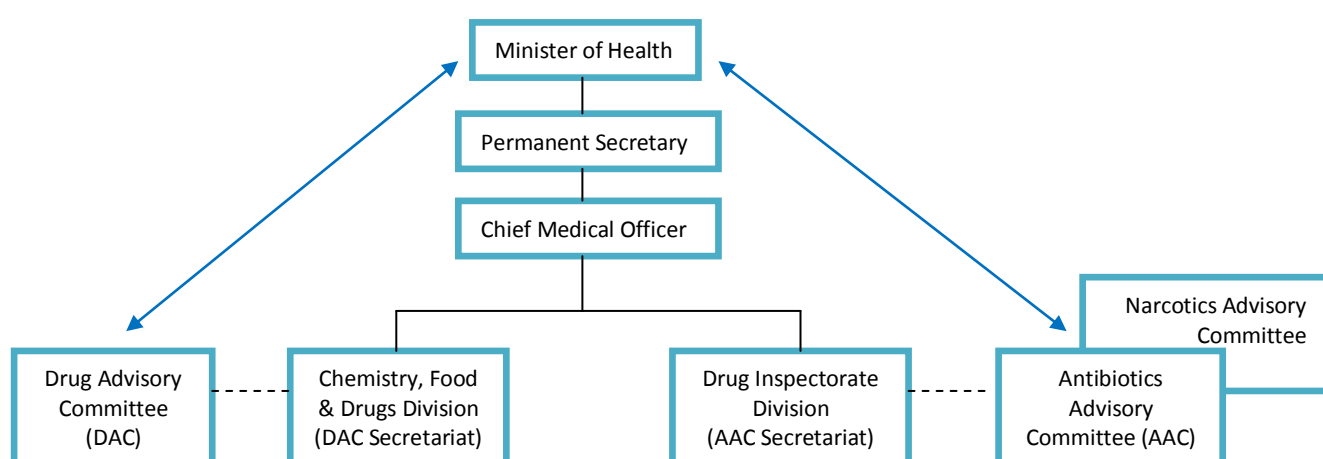 Minister of Health
Permanent Secretary
Chief Medical Officer
Narcotics Advisory
Committee
Drug Advisory
Committee
(DAC)
Chemistry, Food
& Drugs Division
(DAC Secretariat)
Drug Inspectorate
Division
(AAC Secretariat)
Antibiotics
Advisory
Committee (AAC)